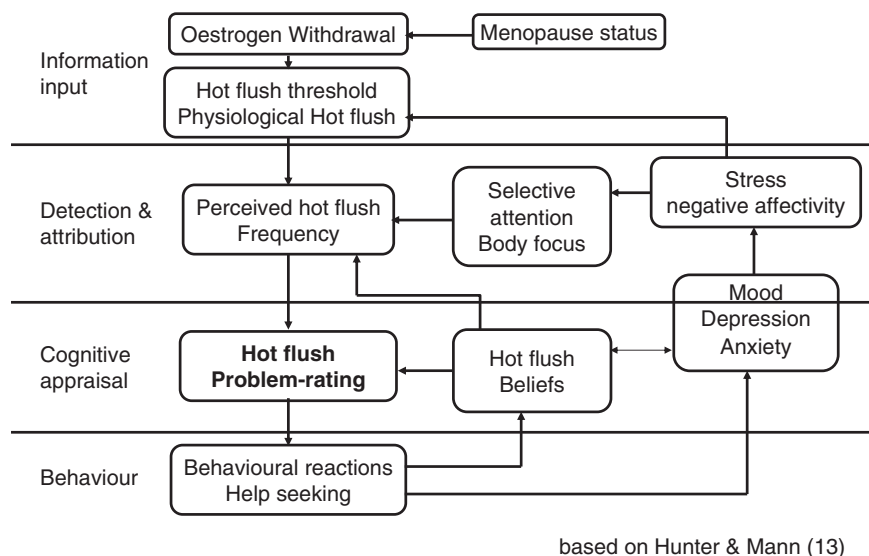 Oestrogen Withdrawal
Menopause status
Information
input
Hot flush threshold
Physiological Hot flush
Detection &
attribution
Perceived hot flush
Frequency
Selective
attention
Body focus
Stress
negative affectivity
Mood
Depression
Anxiety
Cognitive
appraisal
Hot flush
Problem-rating
Hot flush
Beliefs
Behaviour
Behavioural reactions
Help seeking
based on Hunter & Mann (13)